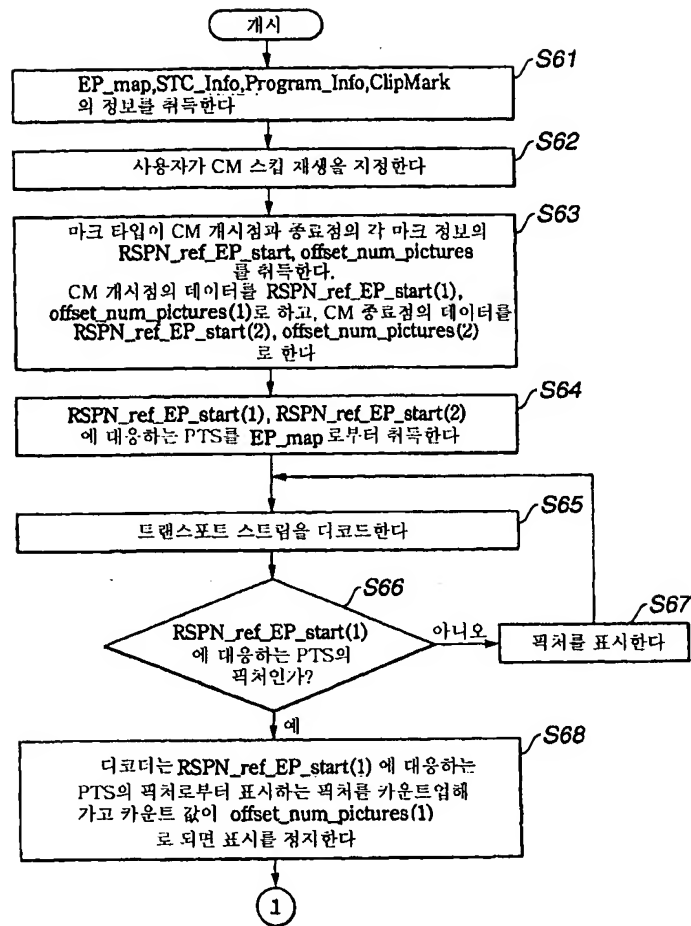 개시
S61
EP_map,STC_Info,Program_Info,ClipMark
의 정보를 취득한다
S62
사용자가 CM 스킵 재생을 지정한다
S63
마크 타입이 CM 개시점과 종료점의 각 마크 정보의
RSPN_ref_EP_start, offset_num_pictures
를 취득한다.
CM 개시점의 데이터를 RSPN_ref_EP_start(1),
offset_num_pictures(1)로 하고, CM 종료점의 데이터를
RSPN_ref_EP_start(2), offset_num_pictures(2)
로 한다
S64
RSPN_ref_EP_start(1), RSPN_ref_EP_start(2)
에 대응하는 PTS를 EP_map로부터 취득한다
S65
트랜스포트 스트림을 디코드한다
S66
RSPN_ref_EP_start(1)
에 대응하는 PTS의
픽처인가?
아니오
S67
픽처를 표시한다
예
S68
디코더는 RSPN_ref_EP_start(1) 에 대응하는
PTS의 픽처로부터 표시하는 픽처를 카운트업해
가고 카운트 값이 offset_num_pictures(1)
로 되면 표시를 정지한다
1